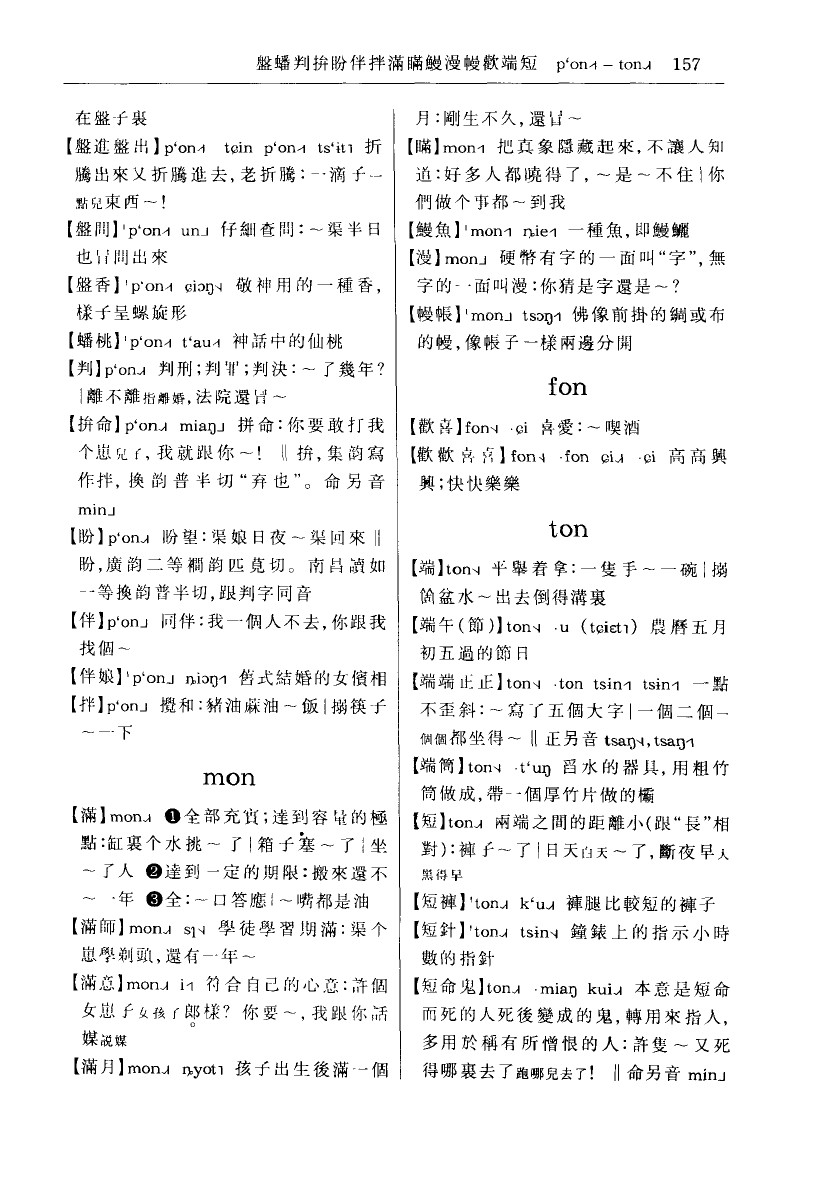 盤蟠判拚盼伴拌滿瞞鰻漫幔歡端短 pʻon˧ – ton˩ 157
在盤子裏
【盤進盤出】pʻon tɕin pʻon tsʻit 折
騰出來又折騰進去,老折騰:一滴子一
點兒東西～!
【盤問】ˈpʻon un 仔細查問:～渠半日
也冒問出來
【盤香】ˈpʻon ɕiɔŋ 敬神用的一種香,
樣子呈螺旋形
【蟠桃】ˈpʻon tʻau 神話中的仙桃
【判】pʻon 判刑;判罪;判決:～了幾年?
|離不離指離婚,法院還冒～
【拚命】pʻon miaŋ 拼命:你要敢打我
个崽兒子,我就跟你～! ‖拚,集韵寫
作拌,換韵普半切“弃也”。命另音
min
【盼】pʻon 盼望:渠娘日夜～渠回來‖
盼,廣韵二等襉韵匹莧切。南昌讀如
一等換韵普半切,跟判字同音
【伴】pʻon 同伴:我一個人不去,你跟我
找個～
【伴娘】ˈpʻon ȵiɔŋ 舊式結婚的女儐相
【拌】pʻon 攪和:豬油蔴油～飯|搦筷子
～一下
mon
【滿】mon ❶全部充實;達到容量的極
點:缸裏个水挑～了|箱子塞～了|坐
～了人 ❷達到一定的期限:搬來還不
～一年 ❸全:～口答應|～嘴都是油
【滿師】mon sɿ 學徒學習期滿:渠个
崽學剃頭,還有一年～
【滿意】mon i 符合自己的心意:許個
女崽子女孩子郎樣? 你要～,我跟你話
媒説媒
【滿月】mon ȵyot 孩子出生後滿一個
月:剛生不久,還冒～
【瞞】mon 把真象隱藏起來,不讓人知
道:好多人都曉得了,～是～不住|你
們做个事都～到我
【鰻魚】ˈmon ȵie 一種魚,即鰻鱺
【漫】mon 硬幣有字的一面叫“字”,無
字的一面叫漫:你猜是字還是～?
【幔帳】ˈmon tsɔŋ 佛像前掛的綢或布
的幔,像帳子一樣兩邊分開
fon
【歡喜】fon ·ɕi 喜愛:～喫酒
【歡歡喜喜】fon ·fon ɕi ·ɕi 高高興
興;快快樂樂
ton
【端】ton 平舉着拿:一隻手～一碗|搦
箇盆水～出去倒得溝裏
【端午(節)】ton ·u (tɕiɛt) 農曆五月
初五過的節日
【端端正正】ton ·ton tsin tsin 一點
不歪斜:～寫了五個大字|一個二個一
個個都坐得～‖正另音 tsaŋ,tsaŋ
【端筒】ton ·tʻuŋ 舀水的器具,用粗竹
筒做成,帶一個厚竹片做的欛
【短】ton 兩端之間的距離小(跟“長”相
對):褲子～了|日天白天～了,斷夜早天
黑得早
【短褲】ˈton kʻu 褲腿比較短的褲子
【短針】ˈton tsin 鐘錶上的指示小時
數的指針
【短命鬼】ton ·miaŋ kui 本意是短命
而死的人死後變成的鬼,轉用來指人,
多用於稱有所憎恨的人:許隻～又死
得哪裏去了跑哪兒去了! ‖命另音 min